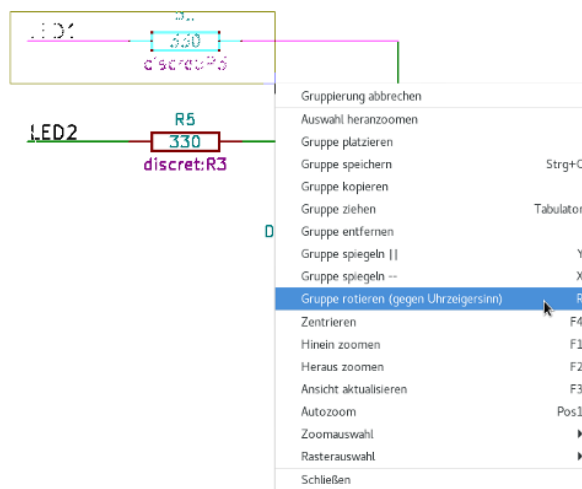 LED1
330
Gruppierung abbrechen
Auswahl heranzoomen
R5
LED2
330
Gruppe platzieren
discret:R3
Gruppe speichern Strg+C
Gruppe kopieren
Gruppe ziehen Tabulator
D
Gruppe entfernen
Gruppe spiegeln || Y
Gruppe spiegeln -- X
Gruppe rotieren (gegen Uhrzeigersinn) R
Zentrieren F4
Hinein zoomen F1
Heraus zoomen F2
Ansicht aktualisieren F3
Autozoom Pos1
Zoomauswahl
Rasterauswahl
Schließen